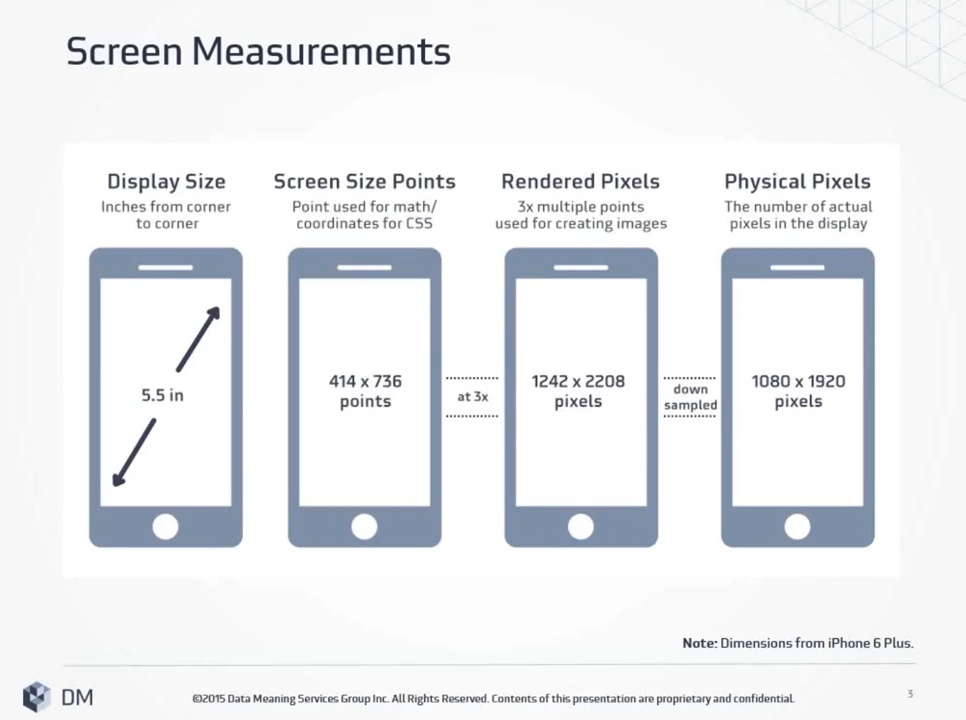 Screen Measurements
Display Size
Inches from corner
to corner
5.5 in
Screen Size Points
Point used for math/
coordinates for CSS
414 x 736
points
at 3x
Rendered Pixels
3x multiple points
used for creating images
1242 x 2208
pixels
down
sampled
Physical Pixels
The number of actual
pixels in the display
1080 x 1920
pixels
Note: Dimensions from iPhone 6 Plus.
DM
©2015 Data Meaning Services Group Inc. All Rights Reserved. Contents of this presentation are proprietary and confidential.
3